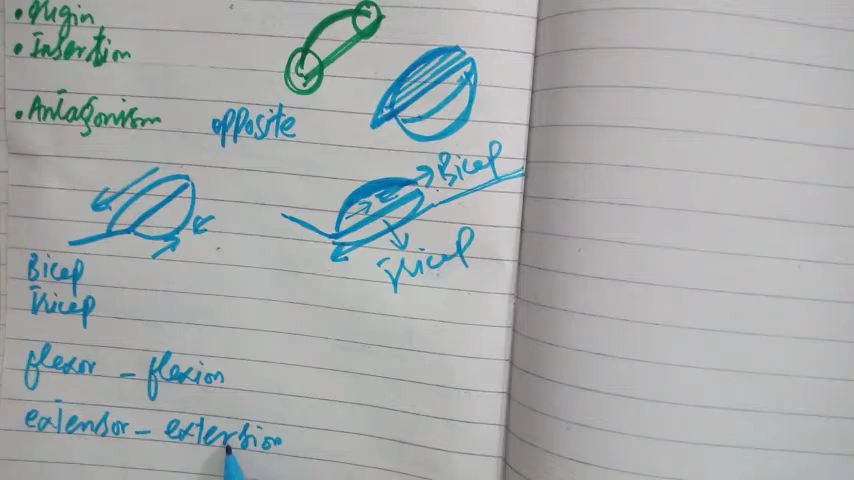 • Origin
• Insertion
• Antagonism opposite
Bicep
Tricep
Bicep
Tricep
flexor - flexion
extensor - extension